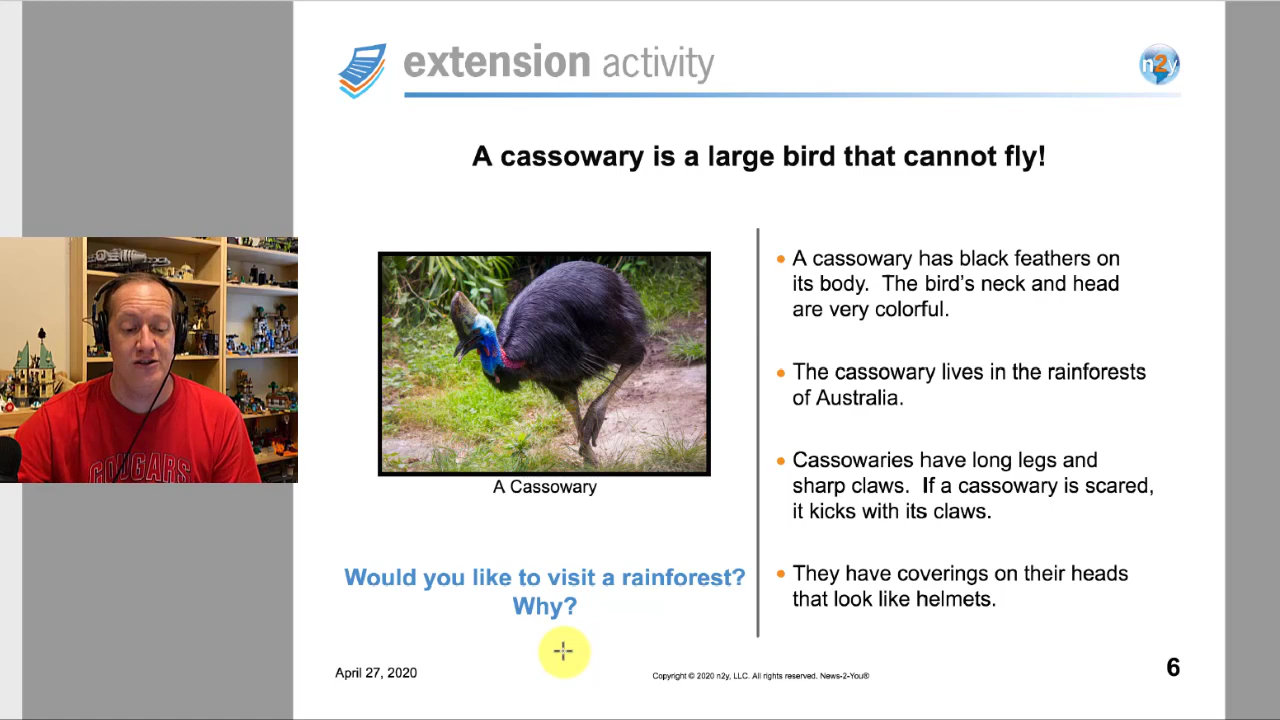 extension activity
n2y
A cassowary is a large bird that cannot fly!
A Cassowary
Would you like to visit a rainforest?
Why?
• A cassowary has black feathers on
its body.  The bird's neck and head
are very colorful.
• The cassowary lives in the rainforests
of Australia.
• Cassowaries have long legs and
sharp claws.  If a cassowary is scared,
it kicks with its claws.
• They have coverings on their heads
that look like helmets.
COUGARS
April 27, 2020
Copyright © 2020 n2y, LLC. All rights reserved. News-2-You®
6